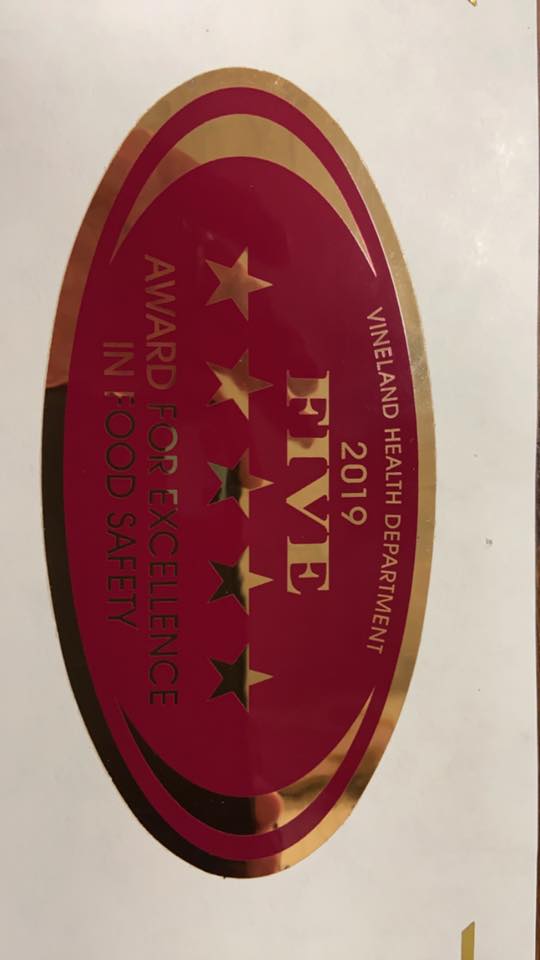 VINELAND HEALTH DEPARTMENT
2019
FIVE
AWARD FOR EXCELLENCE
IN FOOD SAFETY